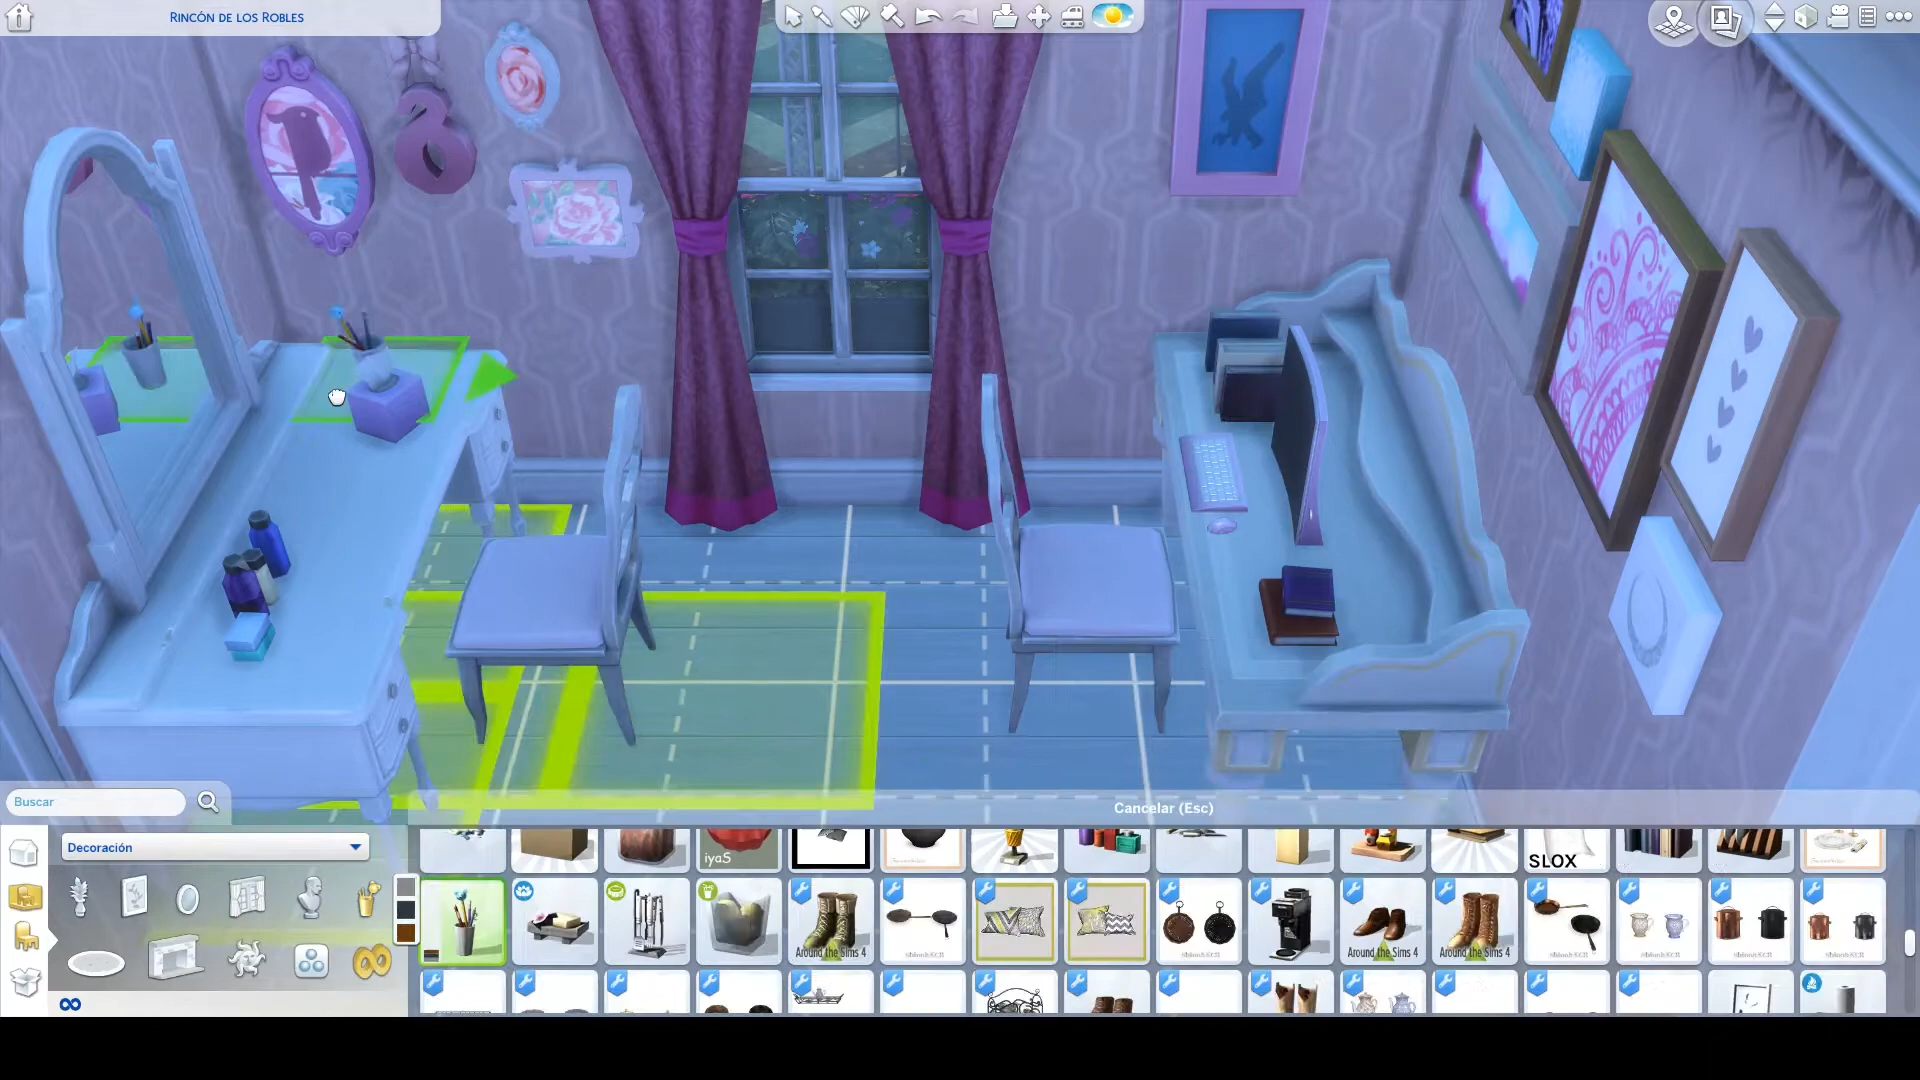 RINCÓN DE LOS ROBLES
Cancelar (Esc)
Buscar
Decoración
iyaS
SLOX
Around the Sims 4
Around the Sims 4
Around the Sims 4